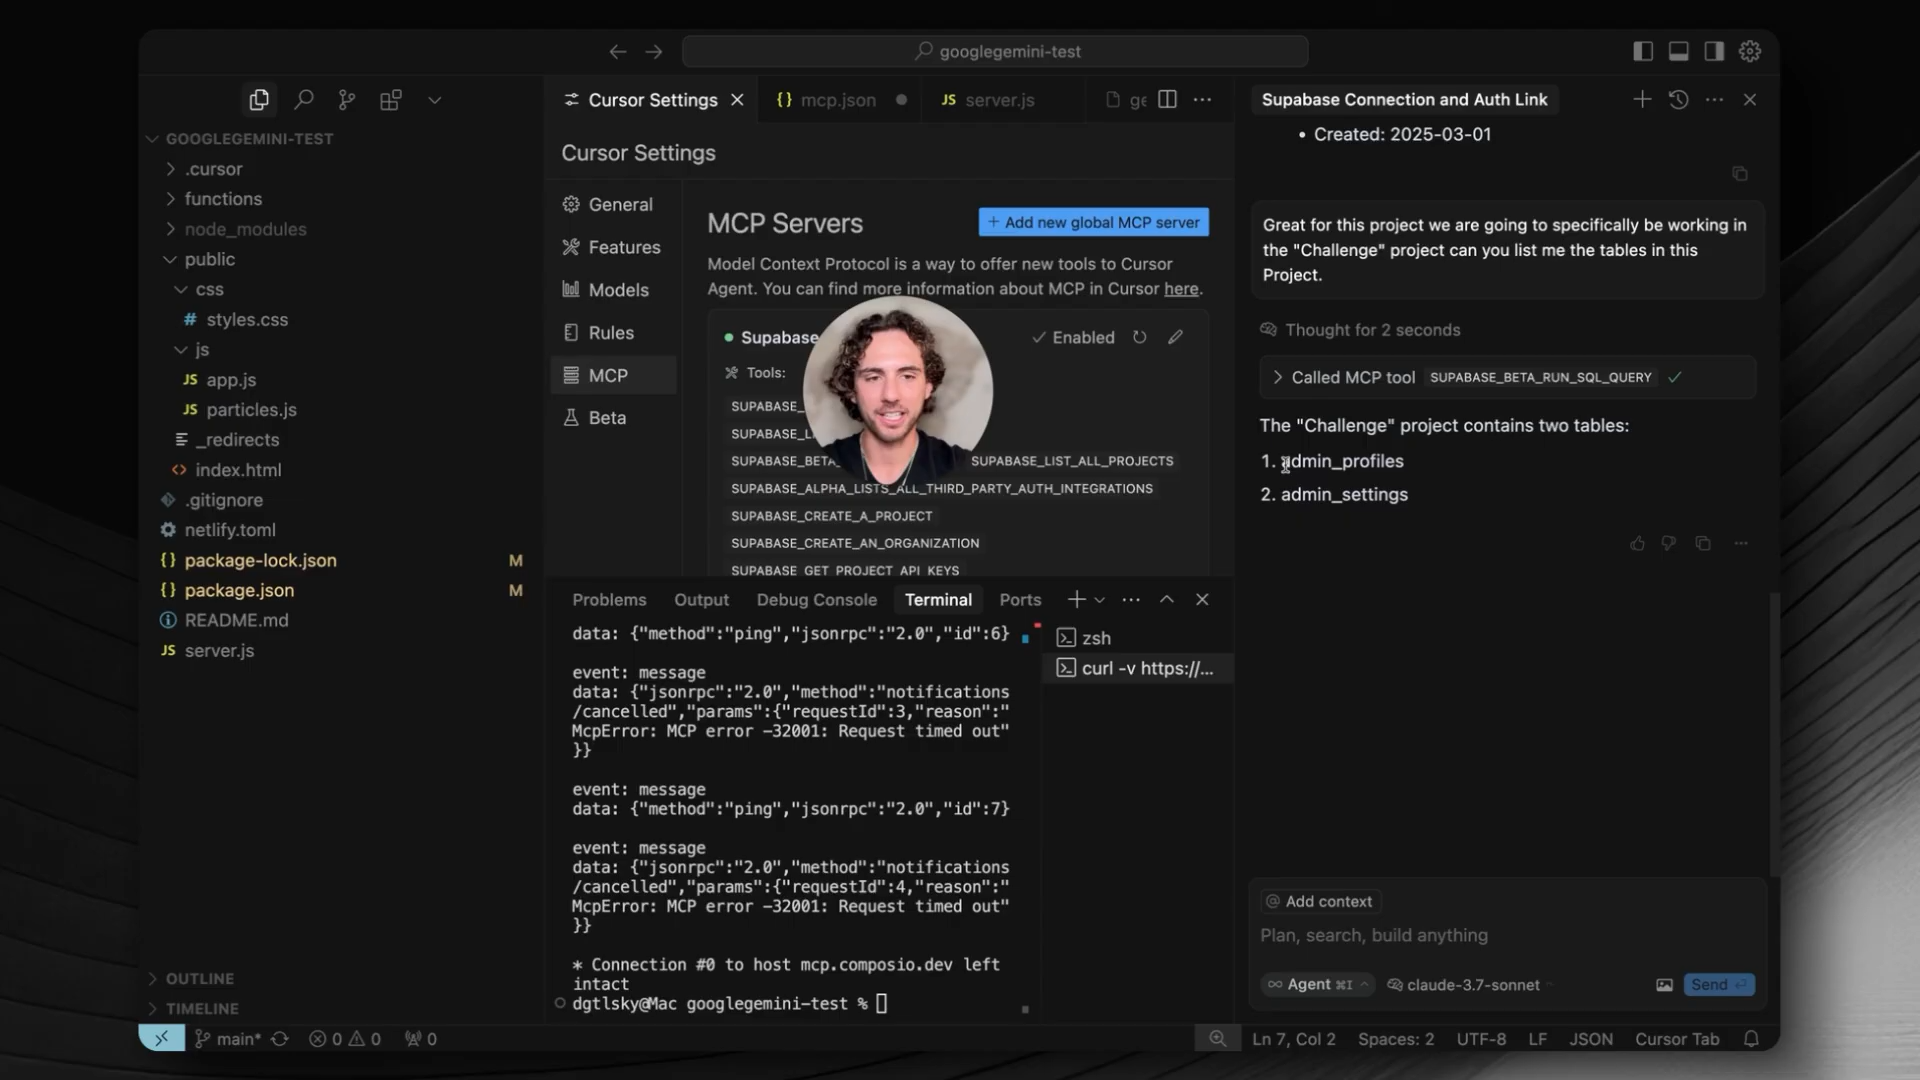 googlegemini-test
GOOGLEGEMINI-TEST
.cursor
functions
node_modules
public
css
# styles.css
js
JS app.js
JS particles.js
_redirects
<> index.html
.gitignore
netlify.toml
{} package-lock.json M
{} package.json M
README.md
JS server.js
OUTLINE
TIMELINE
Cursor Settings
{} mcp.json
JS server.js
ge
Cursor Settings
General
Features
Models
Rules
MCP
Beta
MCP Servers
+ Add new global MCP server
Model Context Protocol is a way to offer new tools to Cursor
Agent. You can find more information about MCP in Cursor here.
Supabase
Enabled
Tools:
SUPABASE_
SUPABASE_LI
SUPABASE_BETA_
SUPABASE_LIST_ALL_PROJECTS
SUPABASE_ALPHA_LISTS_ALL_THIRD_PARTY_AUTH_INTEGRATIONS
SUPABASE_CREATE_A_PROJECT
SUPABASE_CREATE_AN_ORGANIZATION
SUPABASE_GET_PROJECT_API_KEYS
Problems Output Debug Console Terminal Ports
data: {"method":"ping","jsonrpc":"2.0","id":6}
event: message
data: {"jsonrpc":"2.0","method":"notifications
/cancelled","params":{"requestId":3,"reason":"
McpError: MCP error -32001: Request timed out"
}}
event: message
data: {"method":"ping","jsonrpc":"2.0","id":7}
event: message
data: {"jsonrpc":"2.0","method":"notifications
/cancelled","params":{"requestId":4,"reason":"
McpError: MCP error -32001: Request timed out"
}}
* Connection #0 to host mcp.composio.dev left
intact
dgtlsky@Mac googlegemini-test %
zsh
curl -v https://...
Supabase Connection and Auth Link
• Created: 2025-03-01
Great for this project we are going to specifically be working in
the "Challenge" project can you list me the tables in this
Project.
Thought for 2 seconds
Called MCP tool SUPABASE_BETA_RUN_SQL_QUERY
The "Challenge" project contains two tables:
1. admin_profiles
2. admin_settings
@ Add context
Plan, search, build anything
∞ Agent ⌘I
claude-3.7-sonnet
Send
main* 0 0 0
Ln 7, Col 2 Spaces: 2 UTF-8 LF JSON Cursor Tab